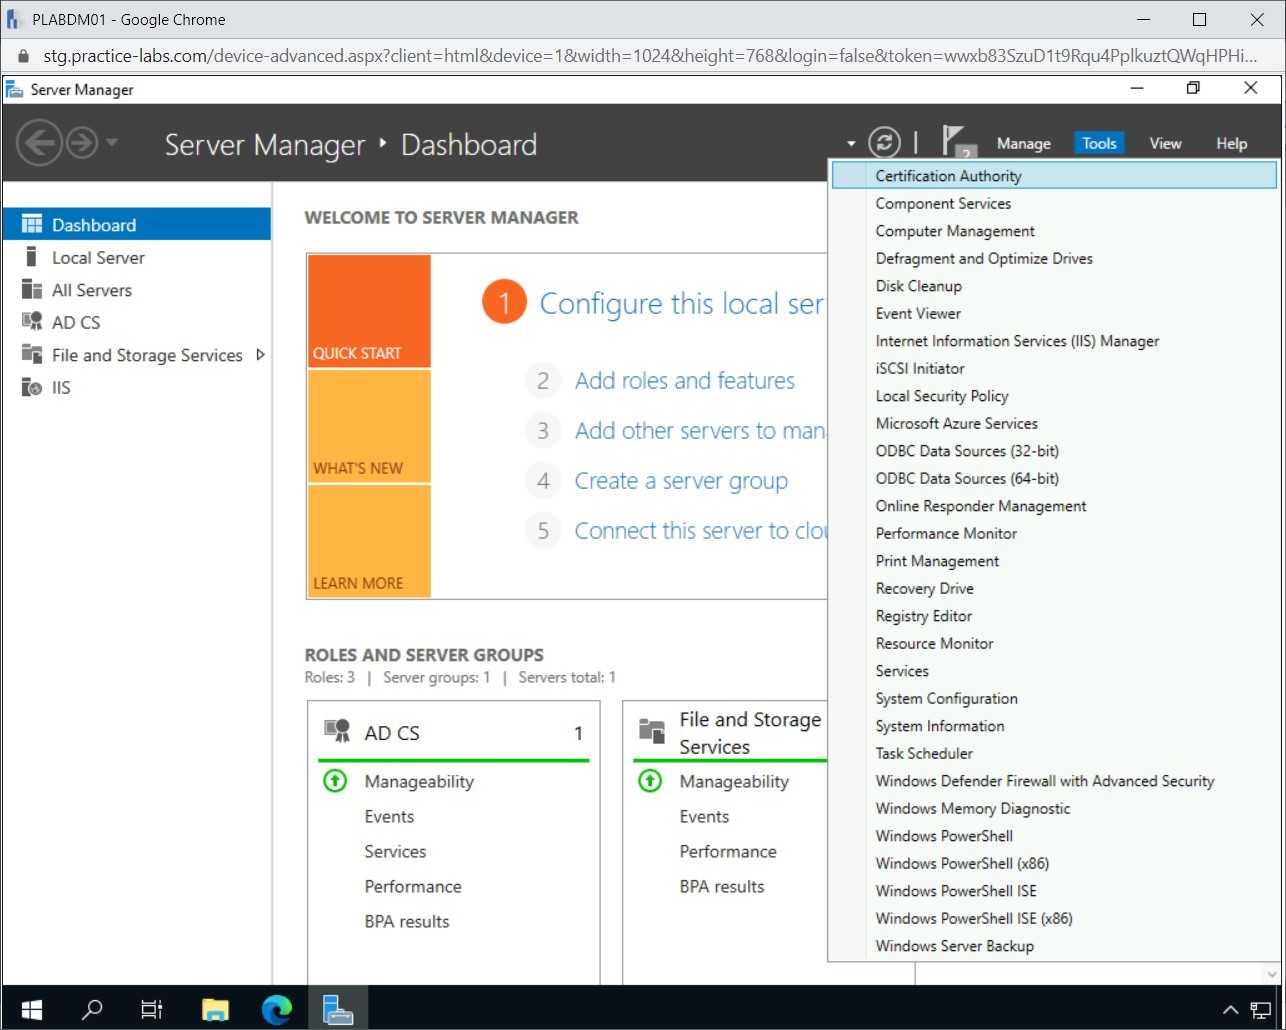 PLABDM01 - Google Chrome
stg.practice-labs.com/device-advanced.aspx?client=html&device=1&width=1024&height=768&login=false&token=wwxb83SzuD1t9Rqu4PplkuztQWqHPHi...
Server Manager
Server Manager ‣ Dashboard
2
Manage
Tools
View
Help
Dashboard
Local Server
All Servers
AD CS
File and Storage Services
IIS
WELCOME TO SERVER MANAGER
QUICK START
WHAT'S NEW
LEARN MORE
1 Configure this local ser
2 Add roles and features
3 Add other servers to man
4 Create a server group
5 Connect this server to clou
ROLES AND SERVER GROUPS
Roles: 3 | Server groups: 1 | Servers total: 1
AD CS 1
Manageability
Events
Services
Performance
BPA results
File and Storage
Services
Manageability
Events
Performance
BPA results
Certification Authority
Component Services
Computer Management
Defragment and Optimize Drives
Disk Cleanup
Event Viewer
Internet Information Services (IIS) Manager
iSCSI Initiator
Local Security Policy
Microsoft Azure Services
ODBC Data Sources (32-bit)
ODBC Data Sources (64-bit)
Online Responder Management
Performance Monitor
Print Management
Recovery Drive
Registry Editor
Resource Monitor
Services
System Configuration
System Information
Task Scheduler
Windows Defender Firewall with Advanced Security
Windows Memory Diagnostic
Windows PowerShell
Windows PowerShell (x86)
Windows PowerShell ISE
Windows PowerShell ISE (x86)
Windows Server Backup